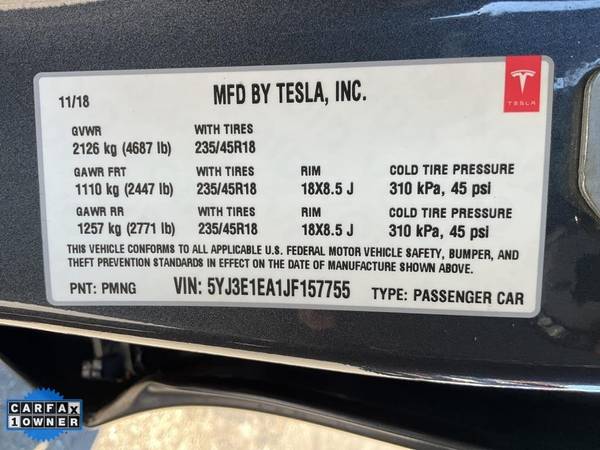 11/18 MFD BY TESLA, INC.
TESLA
GVWR WITH TIRES
2126 kg (4687 lb) 235/45R18
GAWR FRT WITH TIRES RIM COLD TIRE PRESSURE
1110 kg (2447 lb) 235/45R18 18X8.5 J 310 kPa, 45 psi
GAWR RR WITH TIRES RIM COLD TIRE PRESSURE
1257 kg (2771 lb) 235/45R18 18X8.5 J 310 kPa, 45 psi
THIS VEHICLE CONFORMS TO ALL APPLICABLE U.S. FEDERAL MOTOR VEHICLE SAFETY, BUMPER, AND
THEFT PREVENTION STANDARDS IN EFFECT ON THE DATE OF MANUFACTURE SHOWN ABOVE.
PNT: PMNG VIN: 5YJ3E1EA1JF157755 TYPE: PASSENGER CAR
CARFAX
1 OWNER